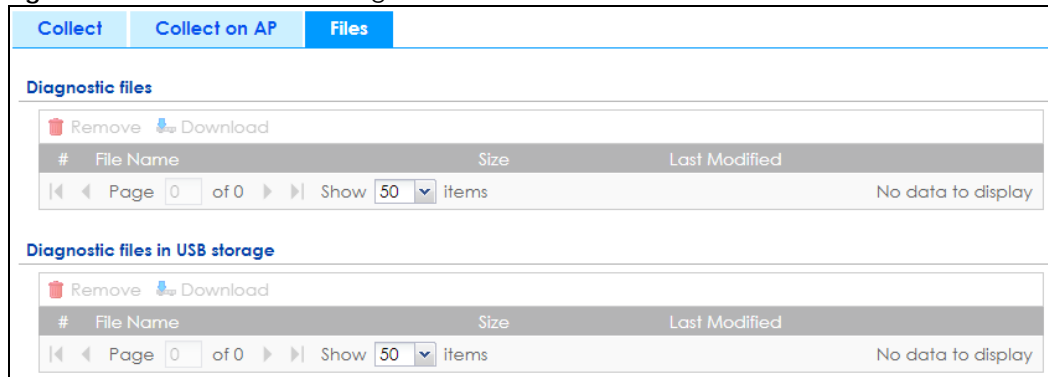 Collect Collect on AP Files
Diagnostic files
Remove Download
# File Name Size Last Modified
Page 0 of 0 Show 50 items No data to display
Diagnostic files in USB storage
Remove Download
# File Name Size Last Modified
Page 0 of 0 Show 50 items No data to display